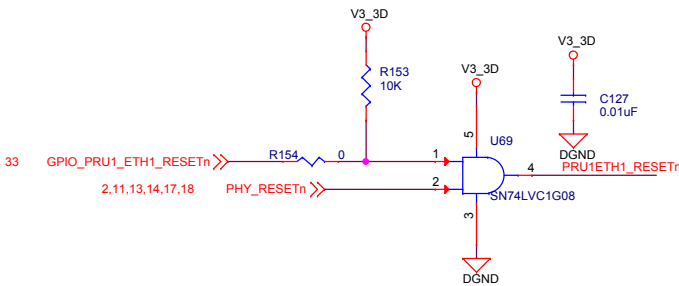 V3_3D
R153
10K
V3_3D
V3_3D
C127
0.01uF
DGND
5
U69
33 GPIO_PRU1_ETH1_RESETn R154 0 1
4 PRU1ETH1_RESETn
2,11,13,14,17,18 PHY_RESETn 2
SN74LVC1G08
3
DGND